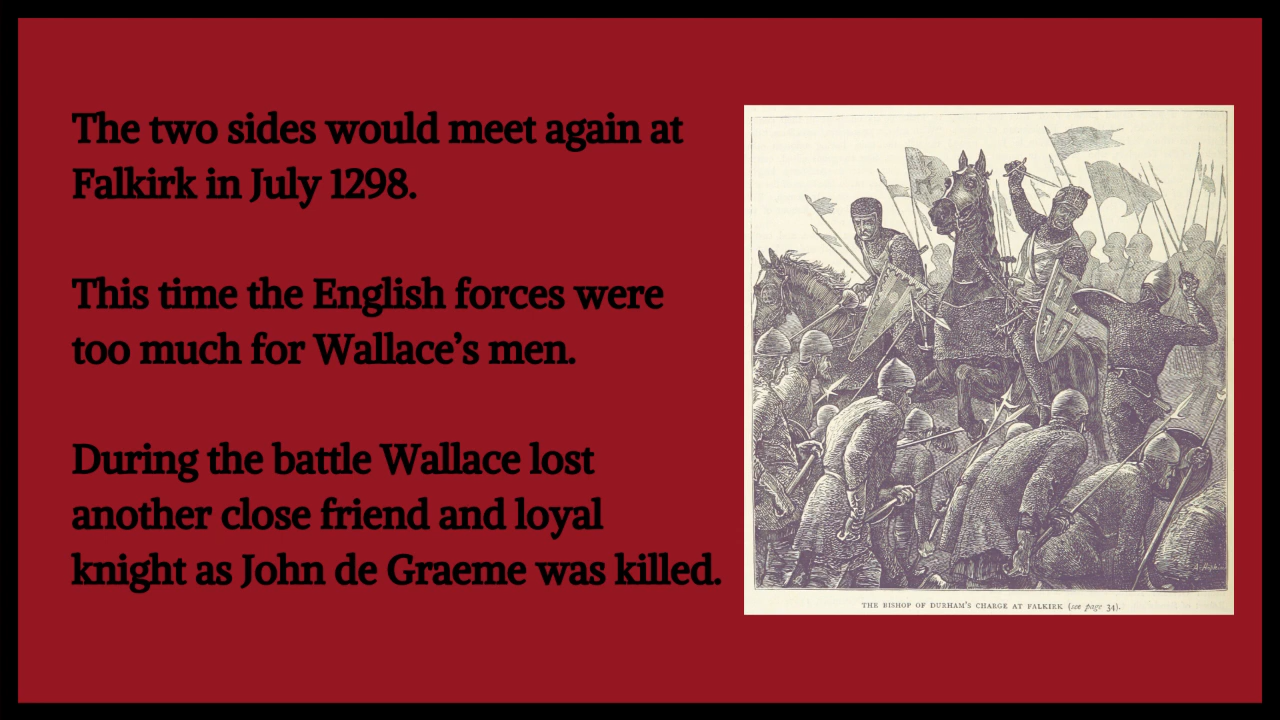 The two sides would meet again at
Falkirk in July 1298.
This time the English forces were
too much for Wallace’s men.
During the battle Wallace lost
another close friend and loyal
knight as John de Graeme was killed.
THE BISHOP OF DURHAM'S CHARGE AT FALKIRK (see page 34).